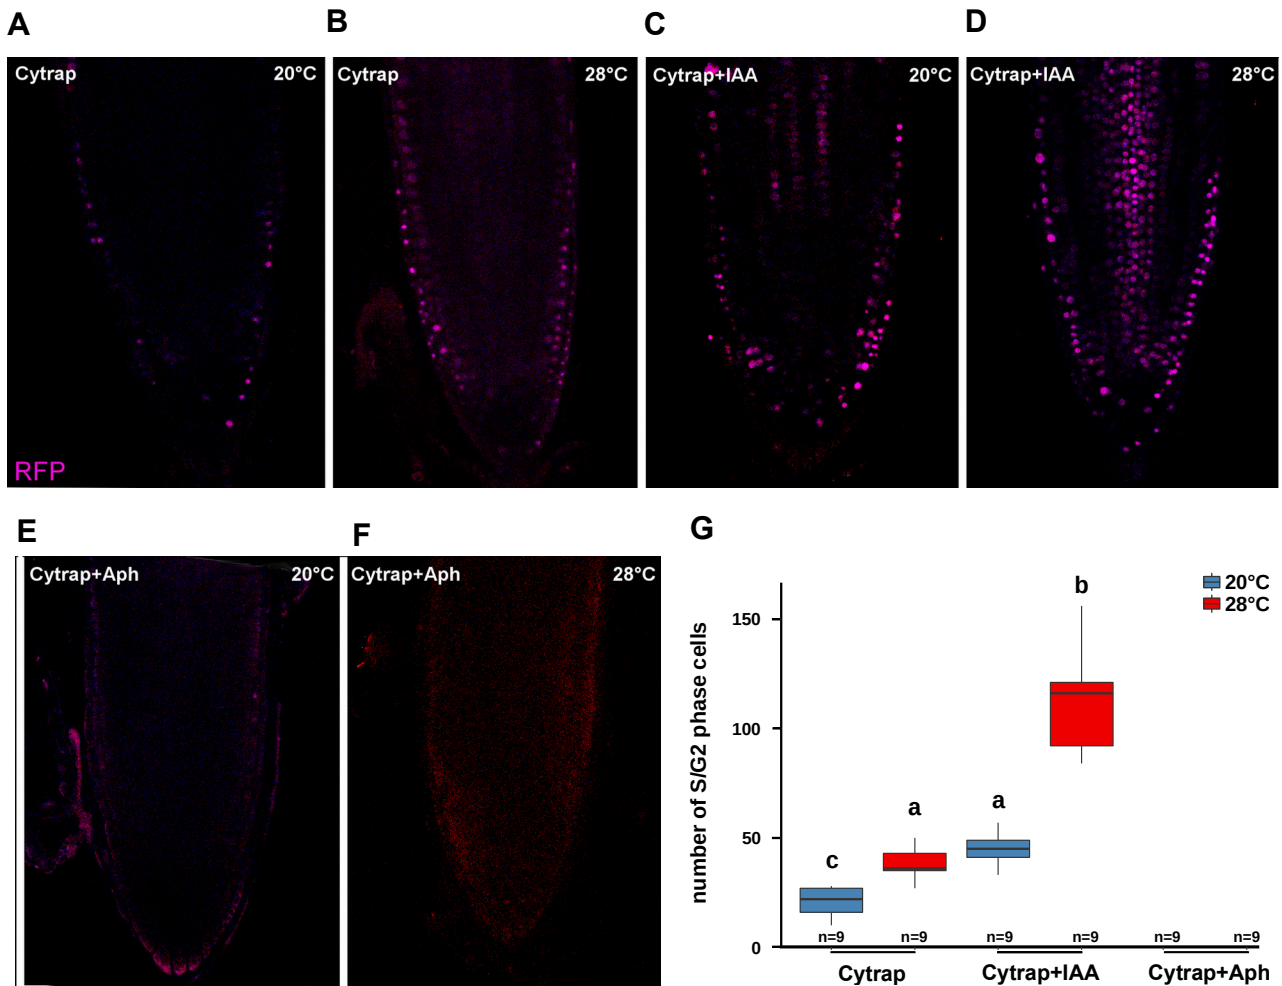 A
B
C
D
Cytrap 20°C
Cytrap 28°C
Cytrap+IAA 20°C
Cytrap+IAA 28°C
RFP
E
F
G
Cytrap+Aph 20°C
Cytrap+Aph 28°C
number of S/G2 phase cells
150
100
50
0
20°C
28°C
c
a
a
b
n=9
n=9
n=9
n=9
n=9
n=9
Cytrap
Cytrap+IAA
Cytrap+Aph